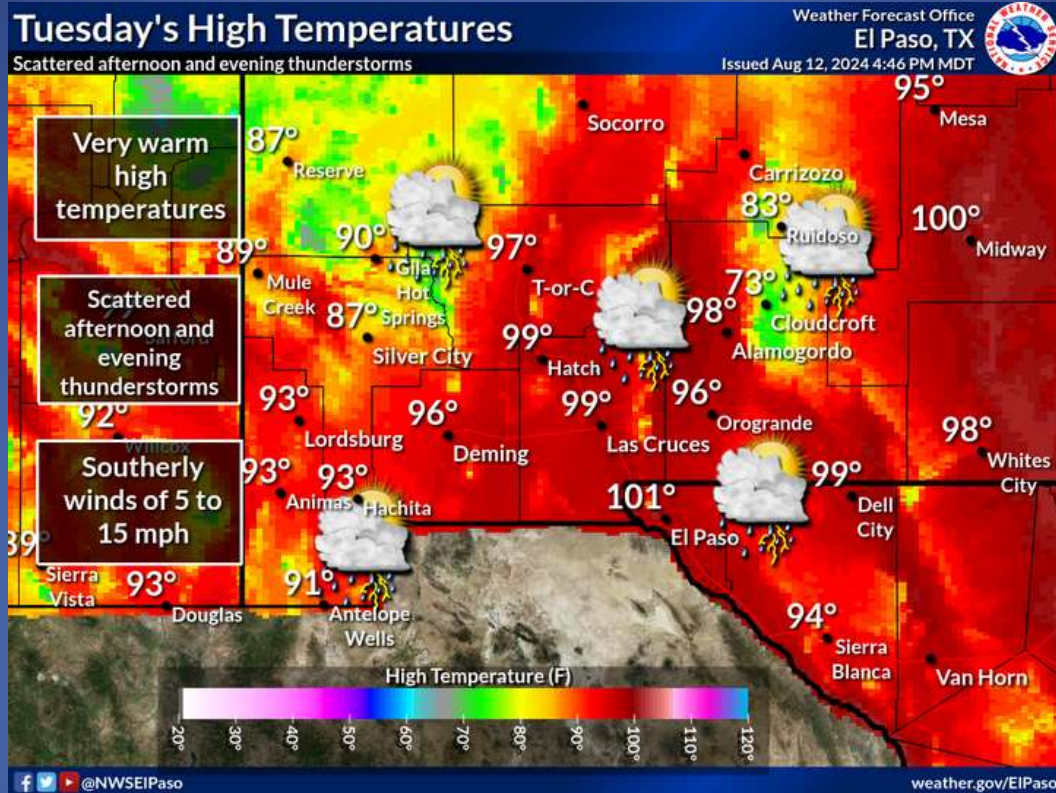 Tuesday's High Temperatures
Scattered afternoon and evening thunderstorms
Weather Forecast Office
El Paso, TX
Issued Aug 12, 2024 4:46 PM MDT
NATIONAL WEATHER SERVICE
Very warm
high
temperatures
Scattered
afternoon and
evening
thunderstorms
Safford
Southerly
winds of 5 to
15 mph
87°
Reserve
Socorro
95°
Mesa
Carrizozo
83°
Ruidoso
100°
Midway
89°
Mule
Creek
90°
Gila
Hot
Springs
97°
T-or-C
73°
Cloudcroft
87°
Silver City
99°
Hatch
98°
Alamogordo
92°
Willcox
93°
Lordsburg
96°
Deming
99°
Las Cruces
96°
Orogrande
98°
Whites
City
93°
Animas
93°
Hachita
101°
El Paso
99°
Dell
City
89°
Sierra
Vista
93°
Douglas
91°
Antelope
Wells
94°
Sierra
Blanca
Van Horn
High Temperature (F)
20° 30° 40° 50° 60° 70° 80° 90° 100° 110° 120°
@NWSElPaso
weather.gov/ElPaso